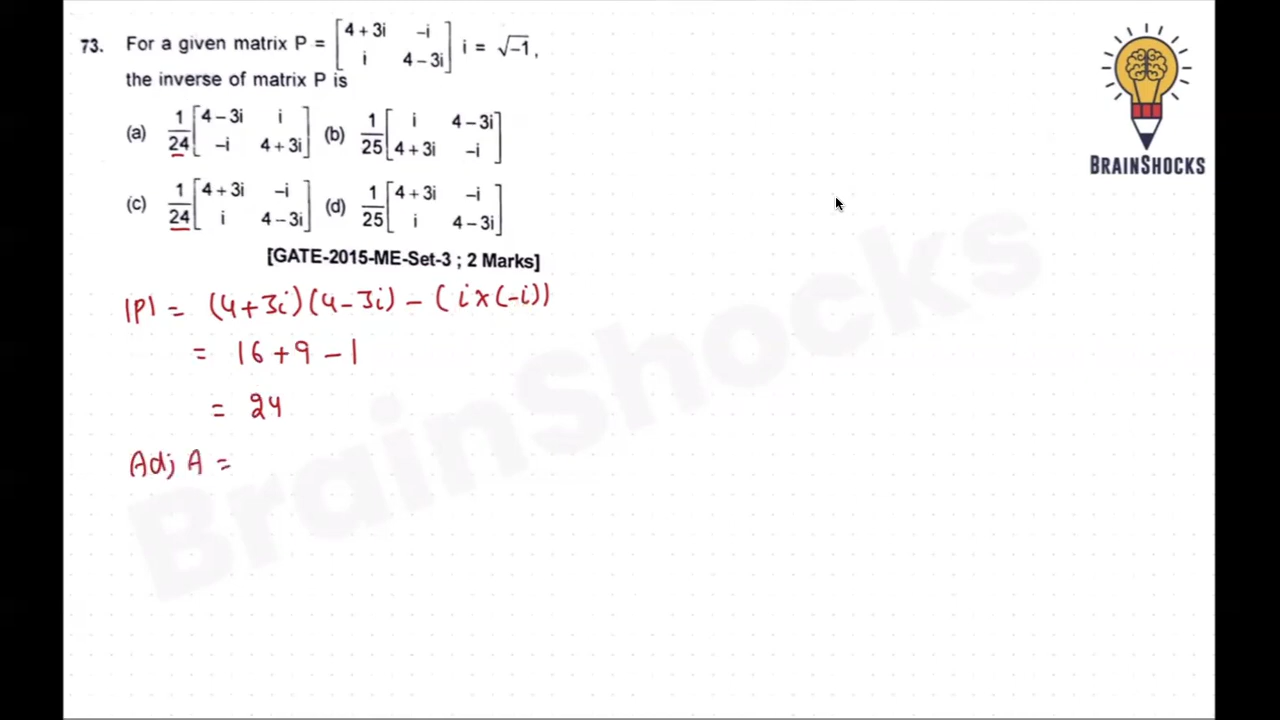 73. For a given matrix P = [4 + 3i –i
i 4 – 3i] i = √–1,
the inverse of matrix P is
(a) 1/24 [4 – 3i i
–i 4 + 3i] (b) 1/25 [i 4 – 3i
4 + 3i –i]
(c) 1/24 [4 + 3i –i
i 4 – 3i] (d) 1/25 [4 + 3i –i
i 4 – 3i]
[GATE-2015-ME-Set-3 ; 2 Marks]
|P| = (4+3i)(4-3i) - (i×(-i))
= 16+9-1
= 24
Adj A =
BRAINSHOCKS
BrainShocks